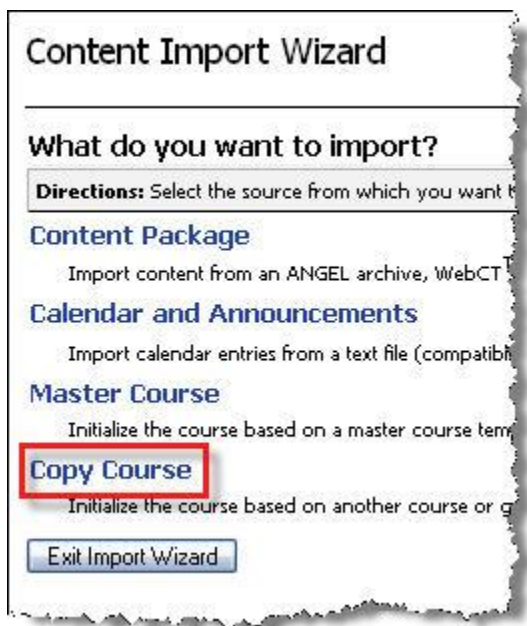 Content Import Wizard
What do you want to import?
Directions: Select the source from which you want
Content Package
Import content from an ANGEL archive, WebCT
Calendar and Announcements
Import calendar entries from a text file
Master Course
Initialize the course based on a master course
Copy Course
Initialize the course based on another course or
Exit Import Wizard